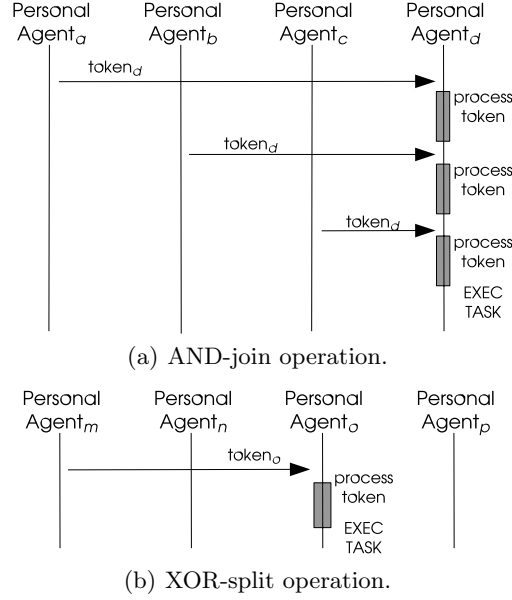 Personal Personal Personal Personal
Agent_a Agent_b Agent_c Agent_d
token_d
process
token
token_d
process
token
token_d
process
token
EXEC
TASK
(a) AND-join operation.
Personal Personal Personal Personal
Agent_m Agent_n Agent_o Agent_p
token_o
process
token
EXEC
TASK
(b) XOR-split operation.